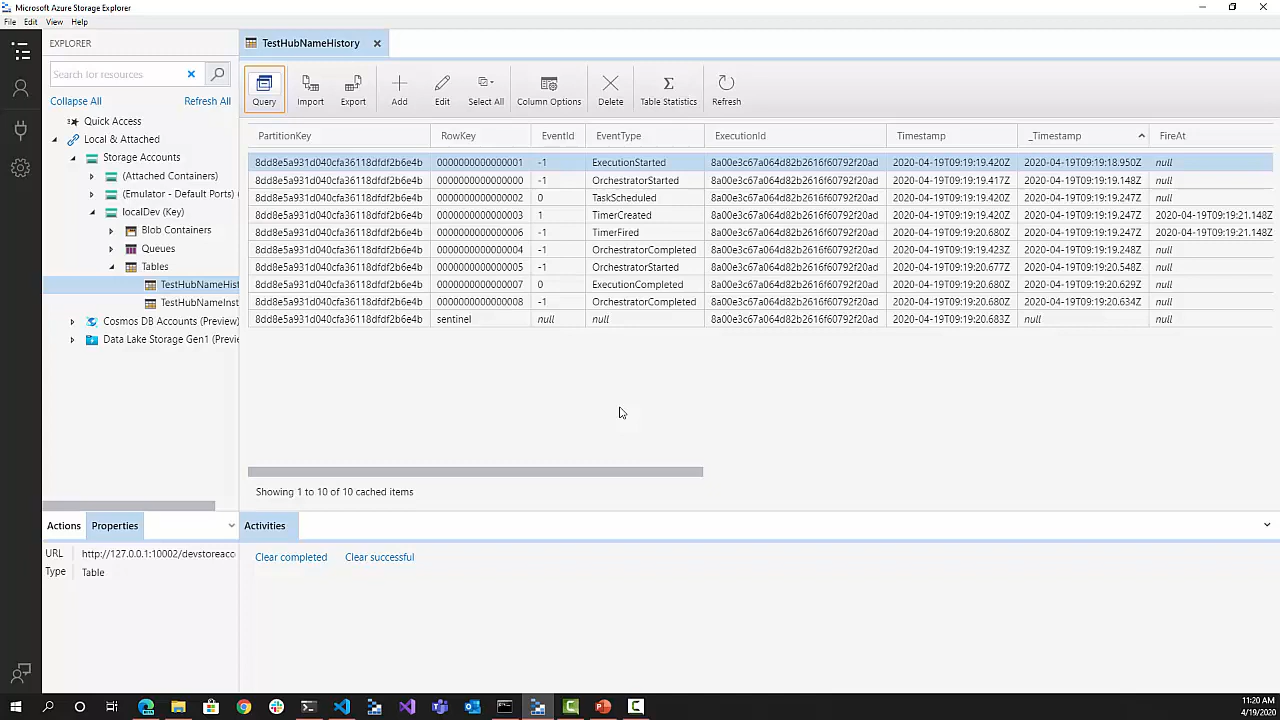 Microsoft Azure Storage Explorer
File Edit View Help
EXPLORER
Search for resources
Collapse All Refresh All
Quick Access
Local & Attached
Storage Accounts
(Attached Containers)
(Emulator - Default Ports) (
localDev (Key)
Blob Containers
Queues
Tables
TestHubNameHist
TestHubNameInst
Cosmos DB Accounts (Preview)
Data Lake Storage Gen1 (Previe
TestHubNameHistory
Query Import Export Add Edit Select All Column Options Delete Table Statistics Refresh
PartitionKey RowKey EventId EventType ExecutionId Timestamp _Timestamp FireAt
8dd8e5a931d040cfa36118dfdf2b6e4b 0000000000000001 -1 ExecutionStarted 8a00e3c67a064d82b2616f60792f20ad 2020-04-19T09:19:19.420Z 2020-04-19T09:19:18.950Z null
8dd8e5a931d040cfa36118dfdf2b6e4b 0000000000000000 -1 OrchestratorStarted 8a00e3c67a064d82b2616f60792f20ad 2020-04-19T09:19:19.417Z 2020-04-19T09:19:19.148Z null
8dd8e5a931d040cfa36118dfdf2b6e4b 0000000000000002 0 TaskScheduled 8a00e3c67a064d82b2616f60792f20ad 2020-04-19T09:19:19.420Z 2020-04-19T09:19:19.247Z null
8dd8e5a931d040cfa36118dfdf2b6e4b 0000000000000003 1 TimerCreated 8a00e3c67a064d82b2616f60792f20ad 2020-04-19T09:19:19.420Z 2020-04-19T09:19:19.247Z 2020-04-19T09:19:21.148Z
8dd8e5a931d040cfa36118dfdf2b6e4b 0000000000000006 -1 TimerFired 8a00e3c67a064d82b2616f60792f20ad 2020-04-19T09:19:20.680Z 2020-04-19T09:19:19.247Z 2020-04-19T09:19:21.148Z
8dd8e5a931d040cfa36118dfdf2b6e4b 0000000000000004 -1 OrchestratorCompleted 8a00e3c67a064d82b2616f60792f20ad 2020-04-19T09:19:19.423Z 2020-04-19T09:19:19.248Z null
8dd8e5a931d040cfa36118dfdf2b6e4b 0000000000000005 -1 OrchestratorStarted 8a00e3c67a064d82b2616f60792f20ad 2020-04-19T09:19:20.677Z 2020-04-19T09:19:20.548Z null
8dd8e5a931d040cfa36118dfdf2b6e4b 0000000000000007 0 ExecutionCompleted 8a00e3c67a064d82b2616f60792f20ad 2020-04-19T09:19:20.680Z 2020-04-19T09:19:20.629Z null
8dd8e5a931d040cfa36118dfdf2b6e4b 0000000000000008 -1 OrchestratorCompleted 8a00e3c67a064d82b2616f60792f20ad 2020-04-19T09:19:20.680Z 2020-04-19T09:19:20.634Z null
8dd8e5a931d040cfa36118dfdf2b6e4b sentinel null null 8a00e3c67a064d82b2616f60792f20ad 2020-04-19T09:19:20.683Z null null
Showing 1 to 10 of 10 cached items
Actions Properties
URL http://127.0.0.1:10002/devstoreacc
Type Table
Activities
Clear completed Clear successful
11:20 AM
4/19/2020